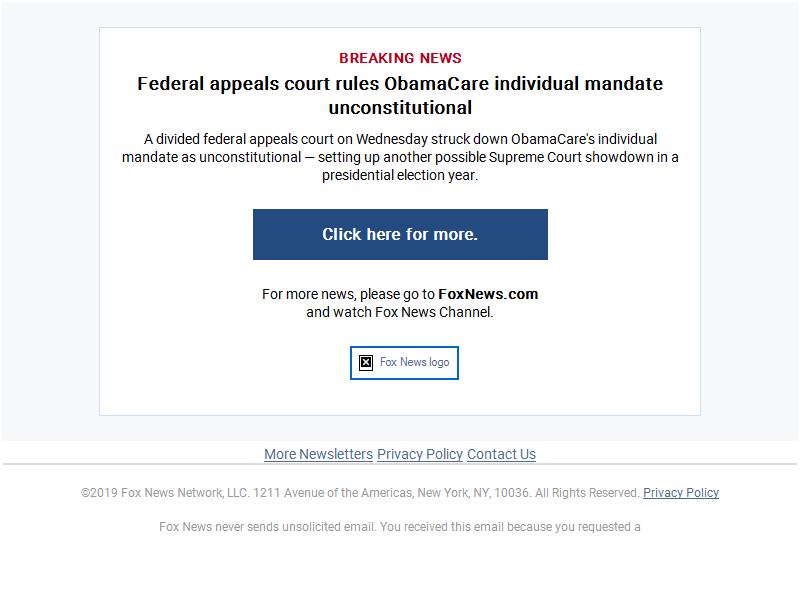 BREAKING NEWS
Federal appeals court rules ObamaCare individual mandate
unconstitutional
A divided federal appeals court on Wednesday struck down ObamaCare's individual
mandate as unconstitutional — setting up another possible Supreme Court showdown in a
presidential election year.
Click here for more.
For more news, please go to FoxNews.com
and watch Fox News Channel.
Fox News logo
More Newsletters Privacy Policy Contact Us
©2019 Fox News Network, LLC. 1211 Avenue of the Americas, New York, NY, 10036. All Rights Reserved. Privacy Policy
Fox News never sends unsolicited email. You received this email because you requested a